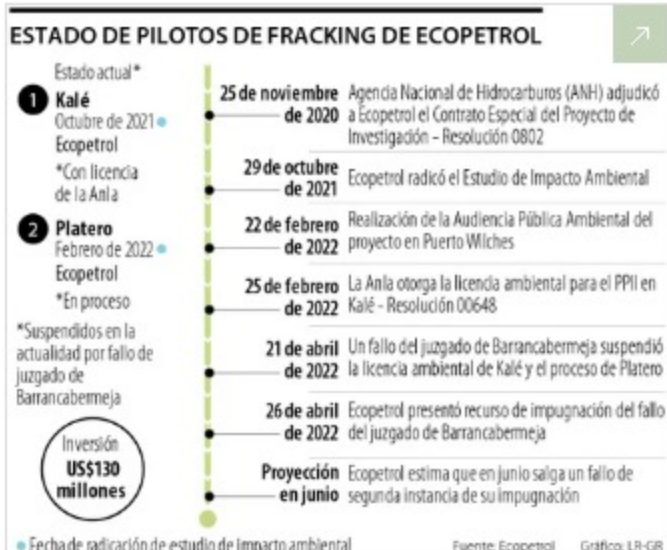 ESTADO DE PILOTOS DE FRACKING DE ECOPETROL
Estado actual*
1 Kalé
Octubre de 2021
Ecopetrol
*Con licencia
de la Anla
2 Platero
Febrero de 2022
Ecopetrol
*En proceso
*Suspendidos en la
actualidad por fallo de
juzgado de
Barrancabermeja
Inversión
US$130
millones
25 de noviembre
de 2020
Agencia Nacional de Hidrocarburos (ANH) adjudicó
a Ecopetrol el Contrato Especial del Proyecto de
Investigación - Resolución 0802
29 de octubre
de 2021
Ecopetrol radicó el Estudio de Impacto Ambiental
22 de febrero
de 2022
Realización de la Audiencia Pública Ambiental del
proyecto en Puerto Wilches
25 de febrero
de 2022
La Anla otorga la licencia ambiental para el PPII en
Kalé - Resolución 00648
21 de abril
de 2022
Un fallo del juzgado de Barrancabermeja suspendió
la licencia ambiental de Kalé y el proceso de Platero
26 de abril
de 2022
Ecopetrol presentó recurso de impugnación del fallo
del juzgado de Barrancabermeja
Proyección
en junio
Ecopetrol estima que en junio salga un fallo de
segunda instancia de su impugnación
Fecha de radicación de estudio de impacto ambiental
Fuente: Ecopetrol Gráfico: LR-GR